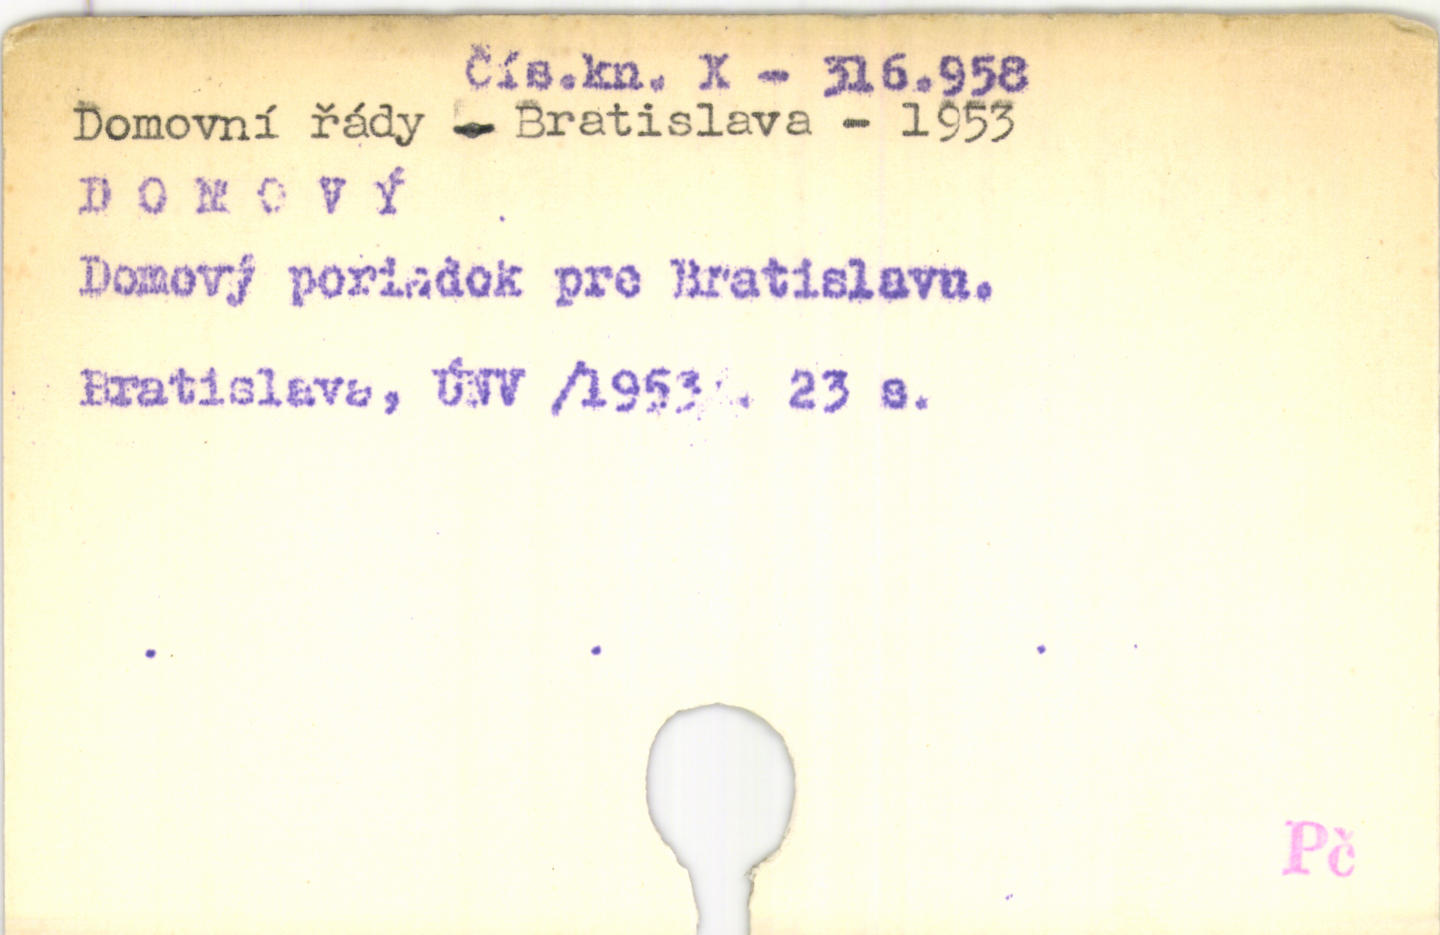 Čís.kn. X - 316.958
Domovní řády - Bratislava - 1953
D O M O V Ý
Domový poriadok pre Bratislavu.
Bratislava, ÚNV /1953/. 23 s.
Pč